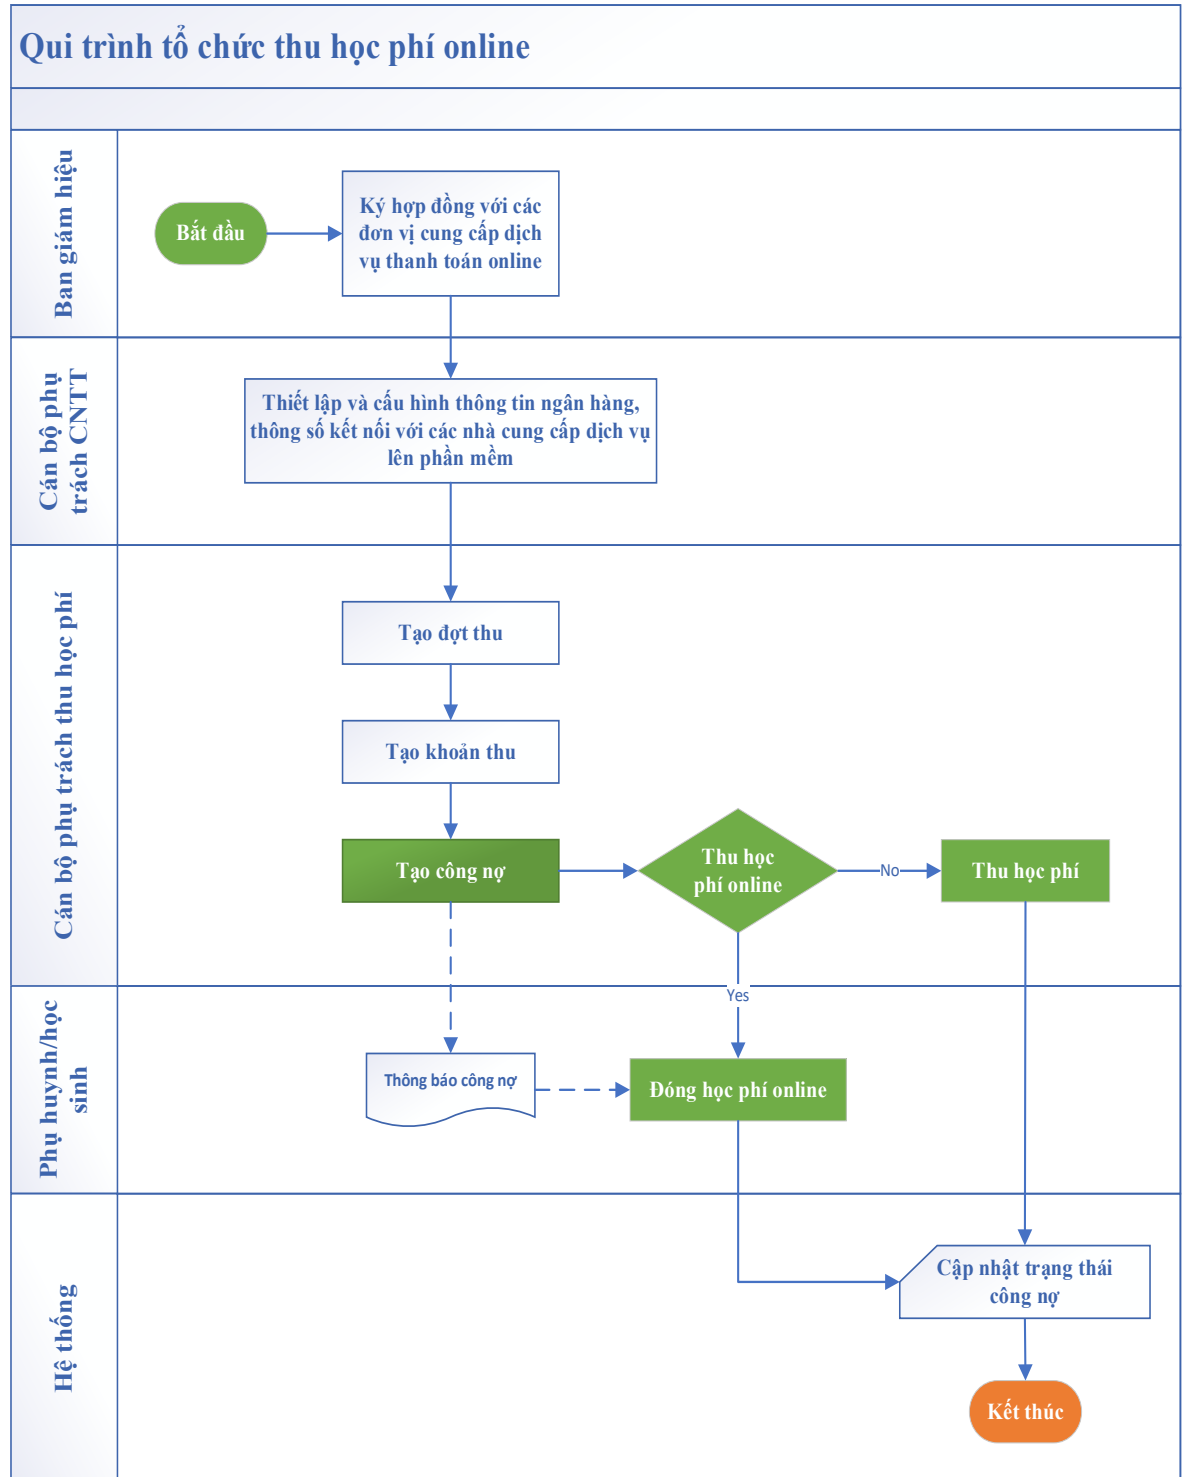 Qui trình tổ chức thu học phí online
Ban giám hiệu
Bắt đầu
Ký hợp đồng với các
đơn vị cung cấp dịch
vụ thanh toán online
Cán bộ phụ
trách CNTT
Thiết lập và cấu hình thông tin ngân hàng,
thông số kết nối với các nhà cung cấp dịch vụ
lên phần mềm
Cán bộ phụ trách thu học phí
Tạo đợt thu
Tạo khoản thu
Tạo công nợ
Thu học
phí online
No
Thu học phí
Yes
Phụ huynh/học
sinh
Thông báo công nợ
Đóng học phí online
Hệ thống
Cập nhật trạng thái
công nợ
Kết thúc